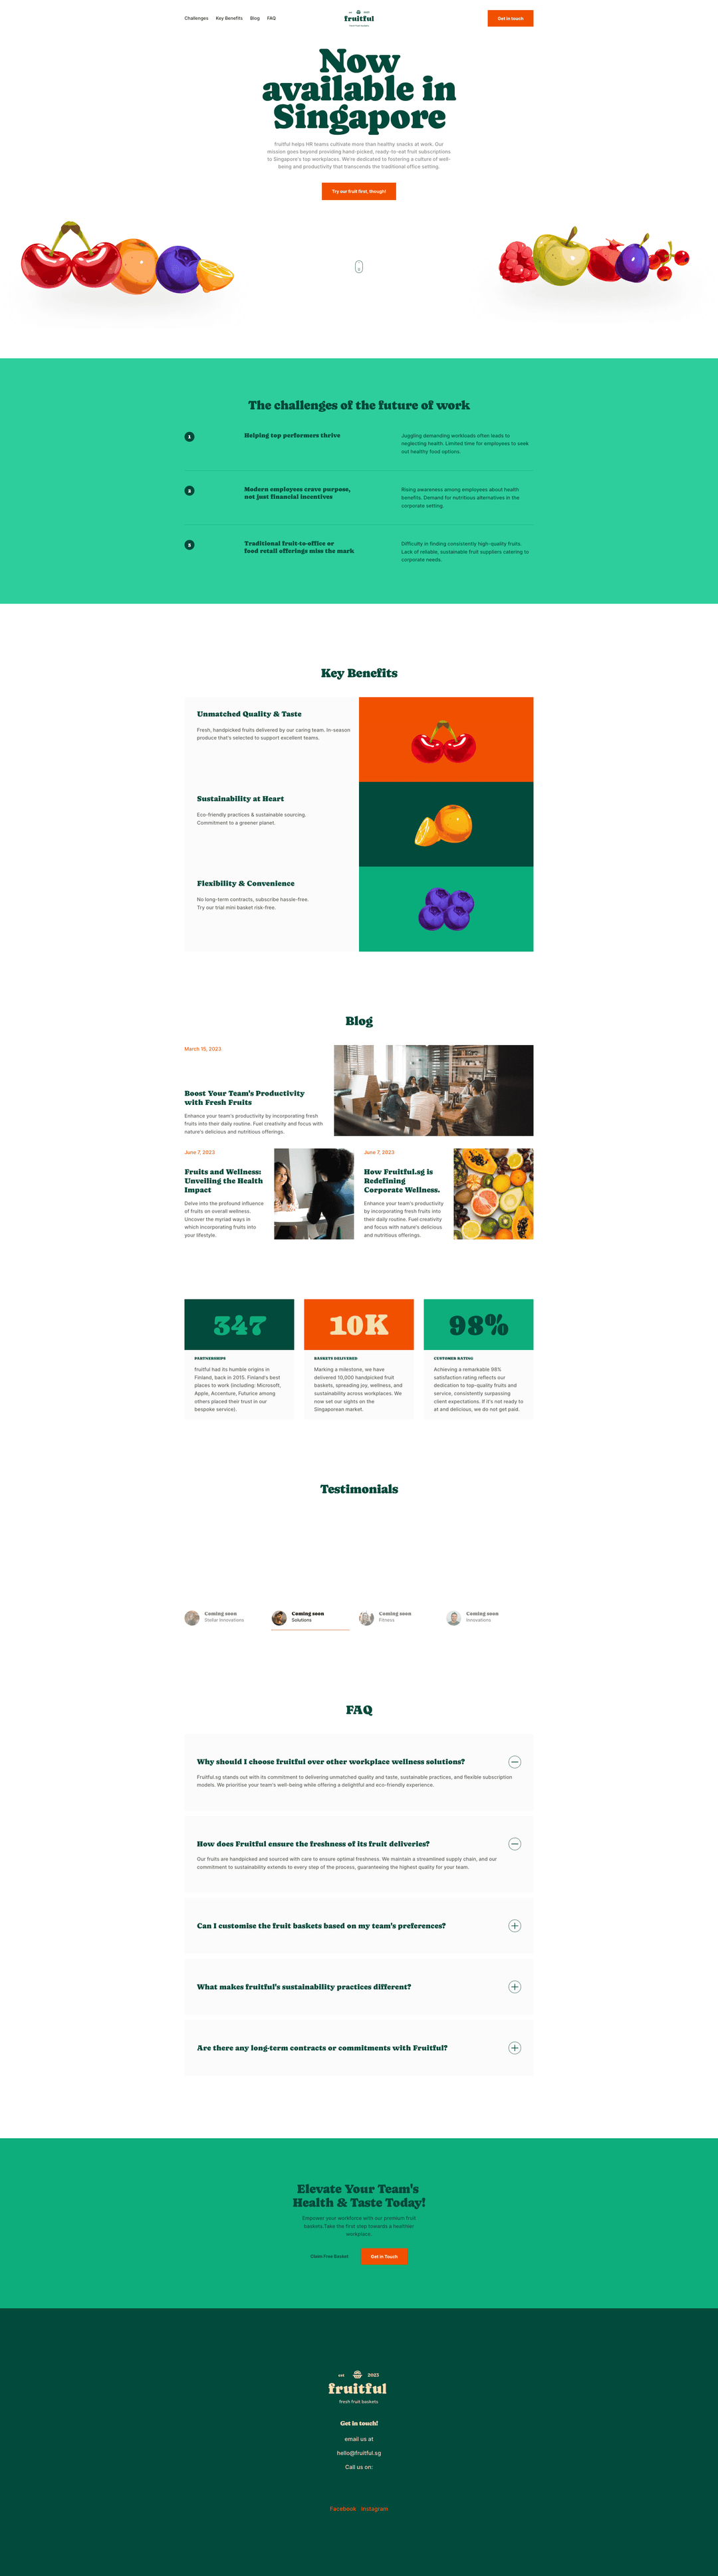 Challenges Key Benefits Blog FAQ
fruitful
Get in touch
Now
available in
Singapore
fruitful helps HR teams cultivate more than healthy snacks at work. Our
mission goes beyond providing hand-picked, ready-to-eat fruit subscriptions
to Singapore's top workplaces. We're dedicated to fostering a culture of well-
being and productivity that transcends the traditional office setting.
Try our fruit first, though!
The challenges of the future of work
1
Helping top performers thrive
Juggling demanding workloads often leads to
neglecting health. Limited time for employees to seek
out healthy food options.
2
Modern employees crave purpose,
not just financial incentives
Rising awareness among employees about health
benefits. Demand for nutritious alternatives in the
corporate setting.
3
Traditional fruit-to-office or
food retail offerings miss the mark
Difficulty in finding consistently high-quality fruits.
Lack of reliable, sustainable fruit suppliers catering to
corporate needs.
Key Benefits
Unmatched Quality & Taste
Fresh, handpicked fruits delivered by our caring team. In-season
produce that's selected to support excellent teams.
Sustainability at Heart
Eco-friendly practices & sustainable sourcing.
Commitment to a greener planet.
Flexibility & Convenience
No long-term contracts, subscribe hassle-free.
Try our trial mini basket risk-free.
Blog
March 15, 2023
Boost Your Team's Productivity
with Fresh Fruits
Enhance your team's productivity by incorporating fresh
fruits into their daily routine. Fuel creativity and focus with
nature's delicious and nutritious offerings.
June 7, 2023
Fruits and Wellness:
Unveiling the Health
Impact
Delve into the profound influence
of fruits on overall wellness.
Uncover the myriad ways in
which incorporating fruits into
your lifestyle.
June 7, 2023
How Fruitful.sg is
Redefining
Corporate Wellness.
Enhance your team's productivity
by incorporating fresh fruits into
their daily routine. Fuel creativity
and focus with nature's delicious
and nutritious offerings.
347
PARTNERSHIPS
fruitful had its humble origins in
Finland, back in 2015. Finland's best
places to work (including: Microsoft,
Apple, Accenture, Futurice among
others placed their trust in our
bespoke service).
10K
BASKETS DELIVERED
Marking a milestone, we have
delivered 10,000 handpicked fruit
baskets, spreading joy, wellness, and
sustainability across workplaces. We
now set our sights on the
Singaporean market.
98%
CUSTOMER RATING
Achieving a remarkable 98%
satisfaction rating reflects our
dedication to top-quality fruits and
service, consistently surpassing
client expectations. If it's not ready to
at and delicious, we do not get paid.
Testimonials
Coming soon
Stellar Innovations
Coming soon
Solutions
Coming soon
Fitness
Coming soon
Innovations
FAQ
Why should I choose fruitful over other workplace wellness solutions?
Fruitful.sg stands out with its commitment to delivering unmatched quality and taste, sustainable practices, and flexible subscription
models. We prioritise your team's well-being while offering a delightful and eco-friendly experience.
How does Fruitful ensure the freshness of its fruit deliveries?
Our fruits are handpicked and sourced with care to ensure optimal freshness. We maintain a streamlined supply chain, and our
commitment to sustainability extends to every step of the process, guaranteeing the highest quality for your team.
Can I customise the fruit baskets based on my team's preferences?
What makes fruitful's sustainability practices different?
Are there any long-term contracts or commitments with Fruitful?
Elevate Your Team's
Health & Taste Today!
Empower your workforce with our premium fruit
baskets.Take the first step towards a healthier
workplace.
Claim Free Basket
Get in Touch
est 2023
fruitful
fresh fruit baskets
Get in touch!
email us at
hello@fruitful.sg
Call us on:
Facebook Instagram